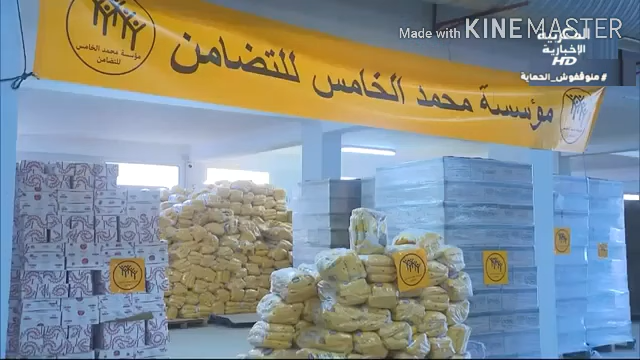 Made with KINEMASTER
المغربية
الإخبارية
HD
#منوقفوش_الحماية
مؤسسة محمد الخامس للتضامن
مؤسسة محمد الخامس
للتضامن